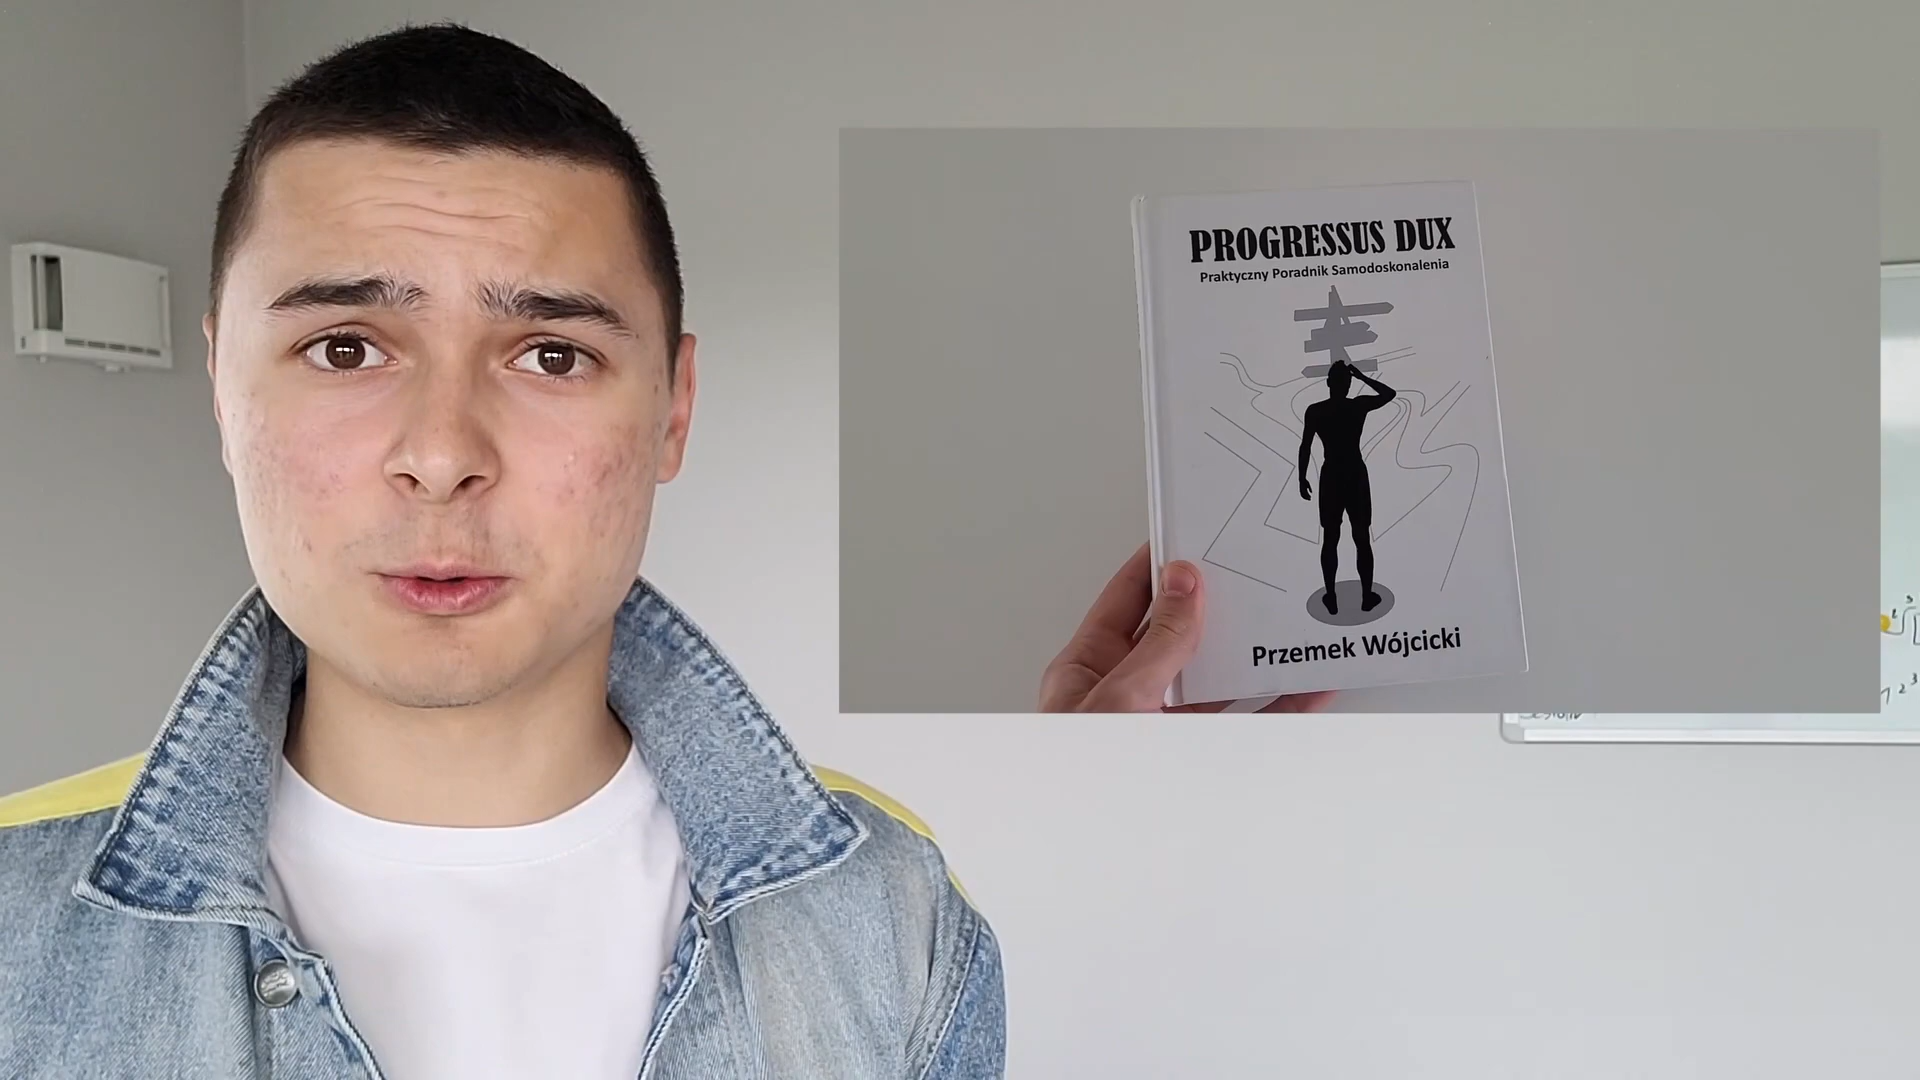 PROGRESSUS DUX
Praktyczny Poradnik Samodoskonalenia
Przemek Wójcicki